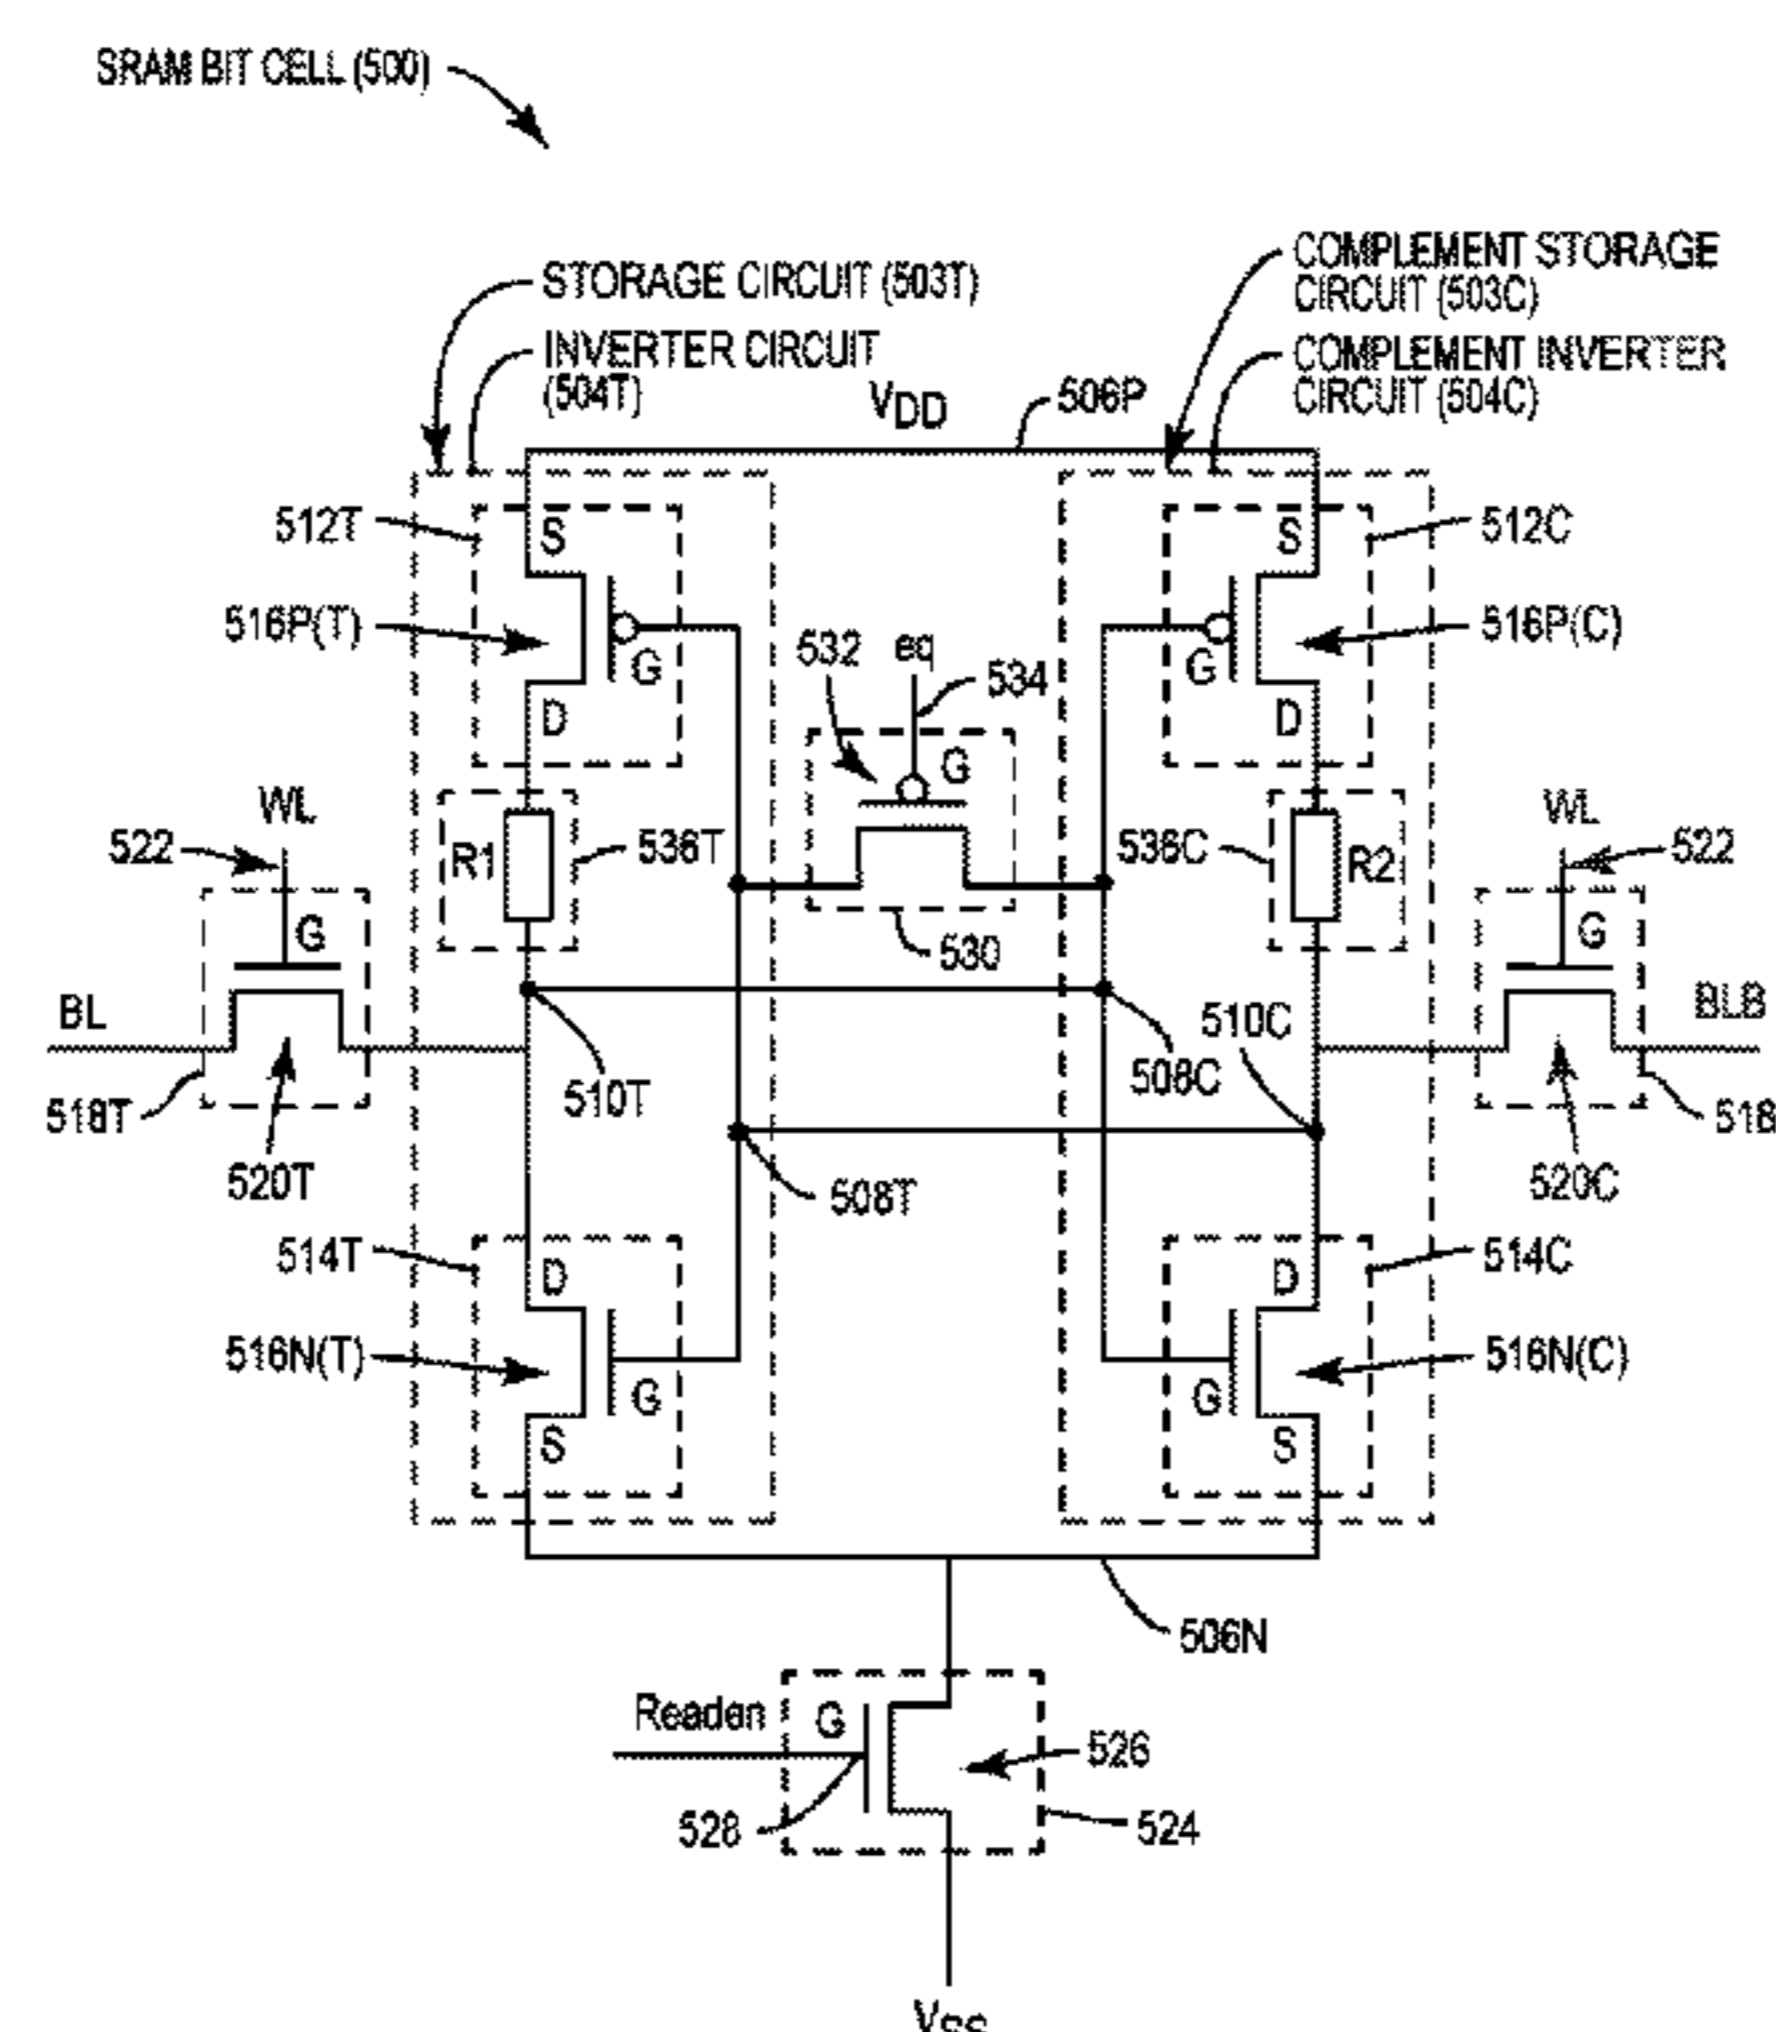 SRAM BIT CELL (500)
STORAGE CIRCUIT (503T)
INVERTER CIRCUIT
(504T)
COMPLEMENT STORAGE
CIRCUIT (503C)
COMPLEMENT INVERTER
CIRCUIT (504C)
VDD
506P
512T
S
S
512C
516P(T)
G
532
eq
534
G
516P(C)
D
G
D
WL
522
R1
536T
536C
R2
WL
522
G
530
G
BL
510C
BLB
518T
510T
508C
518
520T
508T
520C
514T
D
D
514C
516N(T)
G
G
516N(C)
S
S
506N
Readen
G
526
528
524
VSS